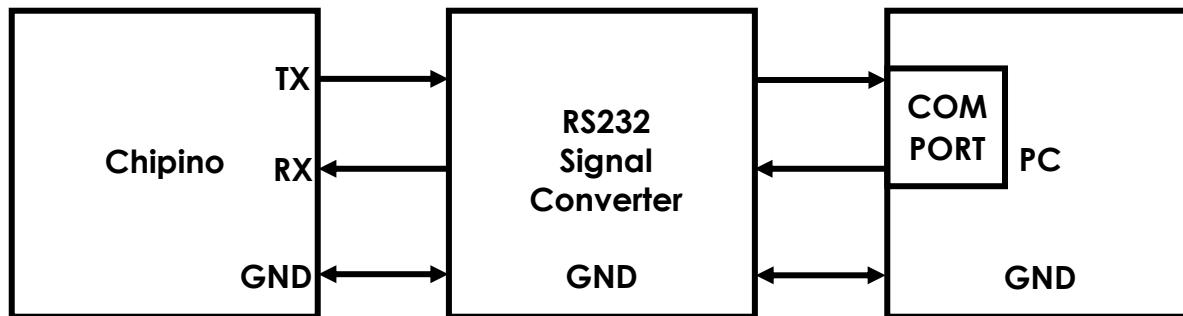 TX
Chipino
RX
GND
RS232
Signal
Converter
GND
COM
PORT
PC
GND